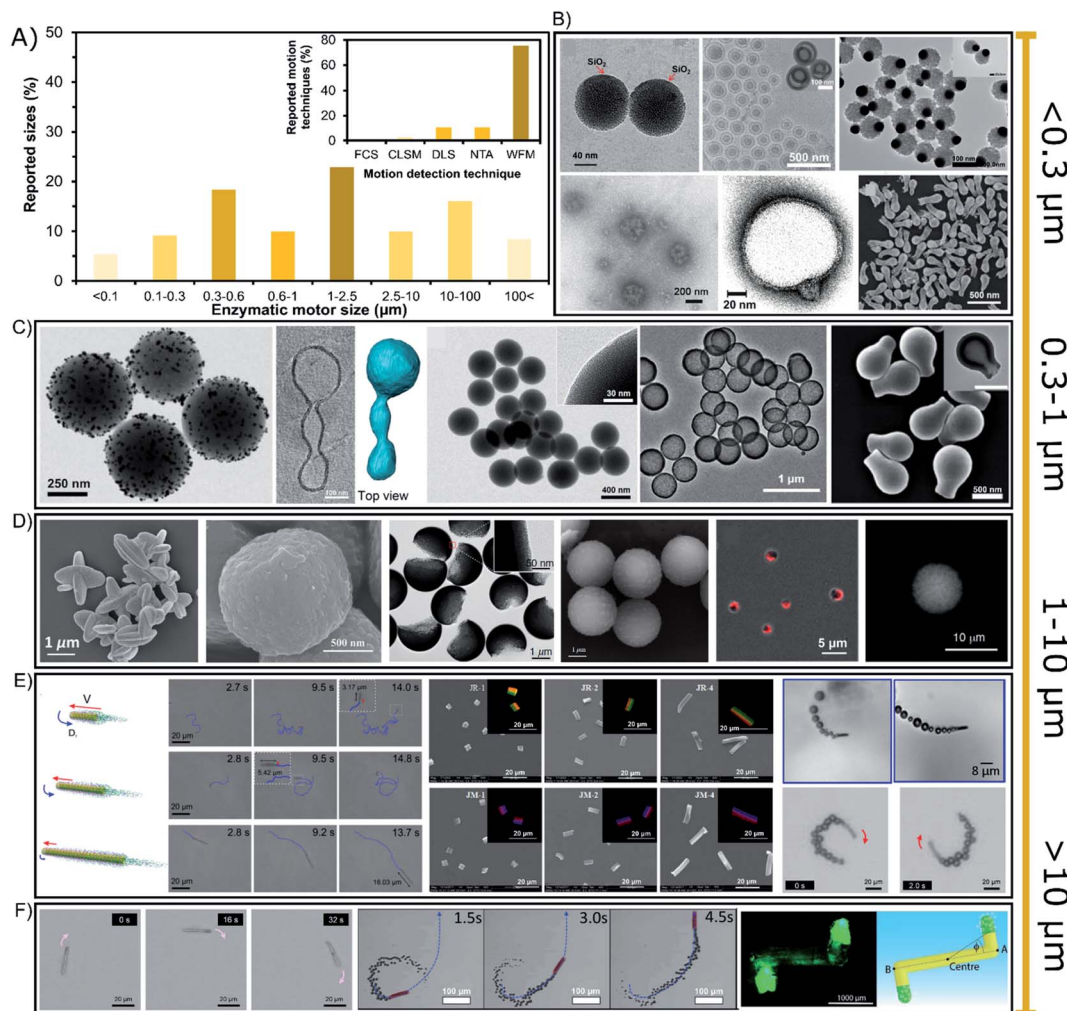 A)
Reported sizes (%)
50
40
30
20
10
0
<0.1
0.1-0.3
0.3-0.6
0.6-1
1-2.5
2.5-10
10-100
100<
Enzymatic motor size (µm)
Reported motion
techniques (%)
80
60
40
20
0
FCS
CLSM
DLS
NTA
WFM
Motion detection technique
B)
SiO₂
SiO₂
40 nm
100 nm
500 nm
100 nm
200 nm
20 nm
500 nm
<0.3 µm
C)
250 nm
100 nm
Top view
30 nm
400 nm
1 µm
500 nm
0.3-1 µm
D)
1 µm
500 nm
50 nm
1 µm
1 µm
5 µm
10 µm
1-10 µm
E)
V
2.7 s
20 µm
9.5 s
3.17 µm
14.0 s
2.8 s
20 µm
5.42 µm
9.5 s
14.8 s
2.8 s
20 µm
9.2 s
13.7 s
16.03 µm
JR-1
20 µm
20 µm
JR-2
20 µm
20 µm
JR-4
20 µm
20 µm
JM-1
20 µm
20 µm
JM-2
20 µm
20 µm
JM-4
20 µm
20 µm
8 µm
0 s
20 µm
2.0 s
20 µm
>10 µm
F)
0 s
20 µm
16 s
20 µm
32 s
20 µm
1.5s
100 µm
3.0s
100 µm
4.5s
100 µm
1000 µm
B
Centre
ϕ
A